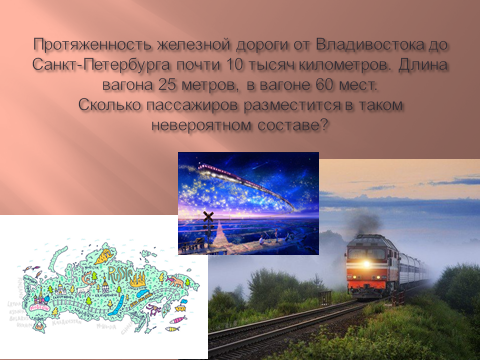 Протяженность железной дороги от Владивостока до
Санкт-Петербурга почти 10 тысяч километров. Длина
вагона 25 метров, в вагоне 60 мест.
Сколько пассажиров разместится в таком
невероятном составе?